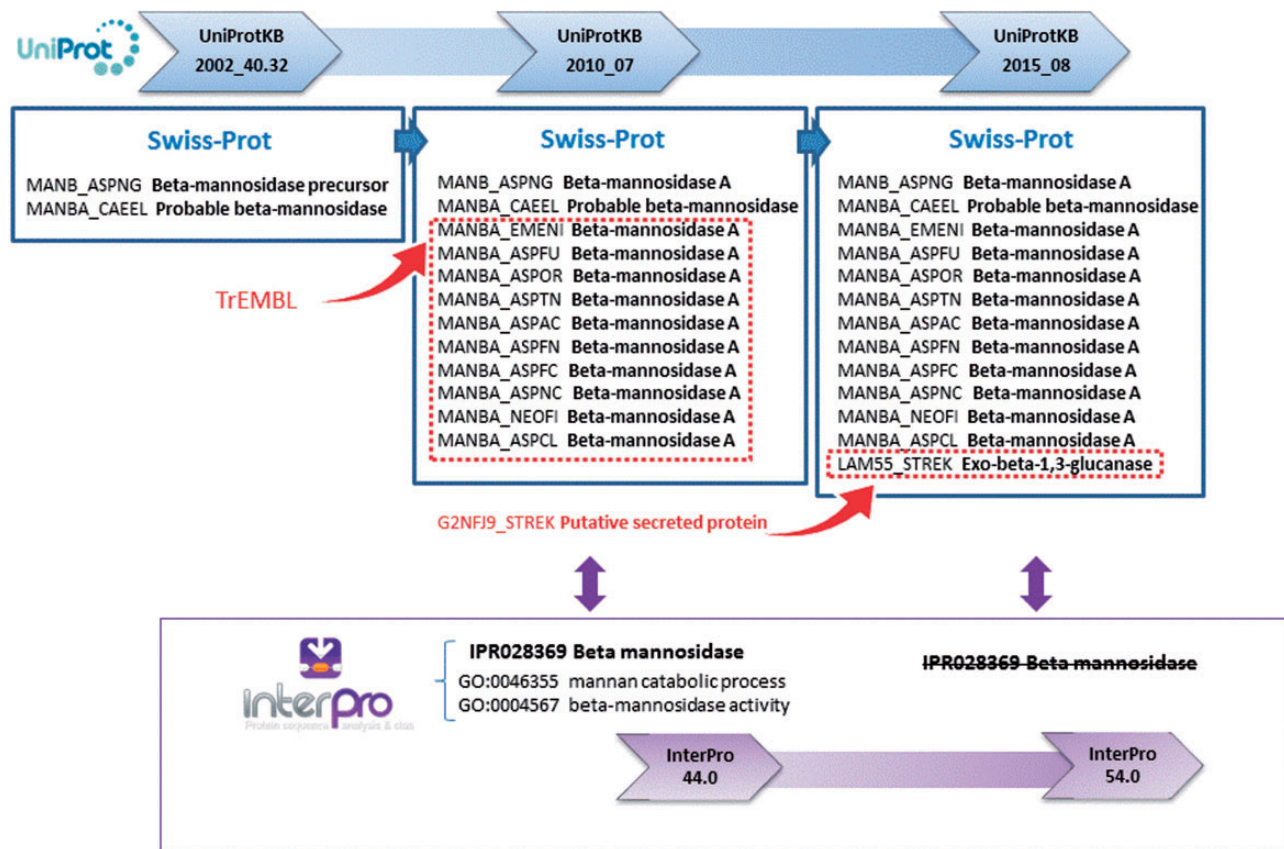 UniProt
UniProtKB
2002_40.32
UniProtKB
2010_07
UniProtKB
2015_08
Swiss-Prot
MANB_ASPNG Beta-mannosidase precursor
MANBA_CAEEL Probable beta-mannosidase
TrEMBL
Swiss-Prot
MANB_ASPNG Beta-mannosidase A
MANBA_CAEEL Probable beta-mannosidase
MANBA_EMENI Beta-mannosidase A
MANBA_ASPFU Beta-mannosidase A
MANBA_ASPOR Beta-mannosidase A
MANBA_ASPTN Beta-mannosidase A
MANBA_ASPAC Beta-mannosidase A
MANBA_ASPFN Beta-mannosidase A
MANBA_ASPFC Beta-mannosidase A
MANBA_ASPNC Beta-mannosidase A
MANBA_NEOFI Beta-mannosidase A
MANBA_ASPCL Beta-mannosidase A
Swiss-Prot
MANB_ASPNG Beta-mannosidase A
MANBA_CAEEL Probable beta-mannosidase
MANBA_EMENI Beta-mannosidase A
MANBA_ASPFU Beta-mannosidase A
MANBA_ASPOR Beta-mannosidase A
MANBA_ASPTN Beta-mannosidase A
MANBA_ASPAC Beta-mannosidase A
MANBA_ASPFN Beta-mannosidase A
MANBA_ASPFC Beta-mannosidase A
MANBA_ASPNC Beta-mannosidase A
MANBA_NEOFI Beta-mannosidase A
MANBA_ASPCL Beta-mannosidase A
LAM55_STREK Exo-beta-1,3-glucanase
G2NFJ9_STREK Putative secreted protein
InterPro
Protein sequence analysis & clas
IPR028369 Beta mannosidase
GO:0046355 mannan catabolic process
GO:0004567 beta-mannosidase activity
IPR028369 Beta mannosidase
InterPro
44.0
InterPro
54.0